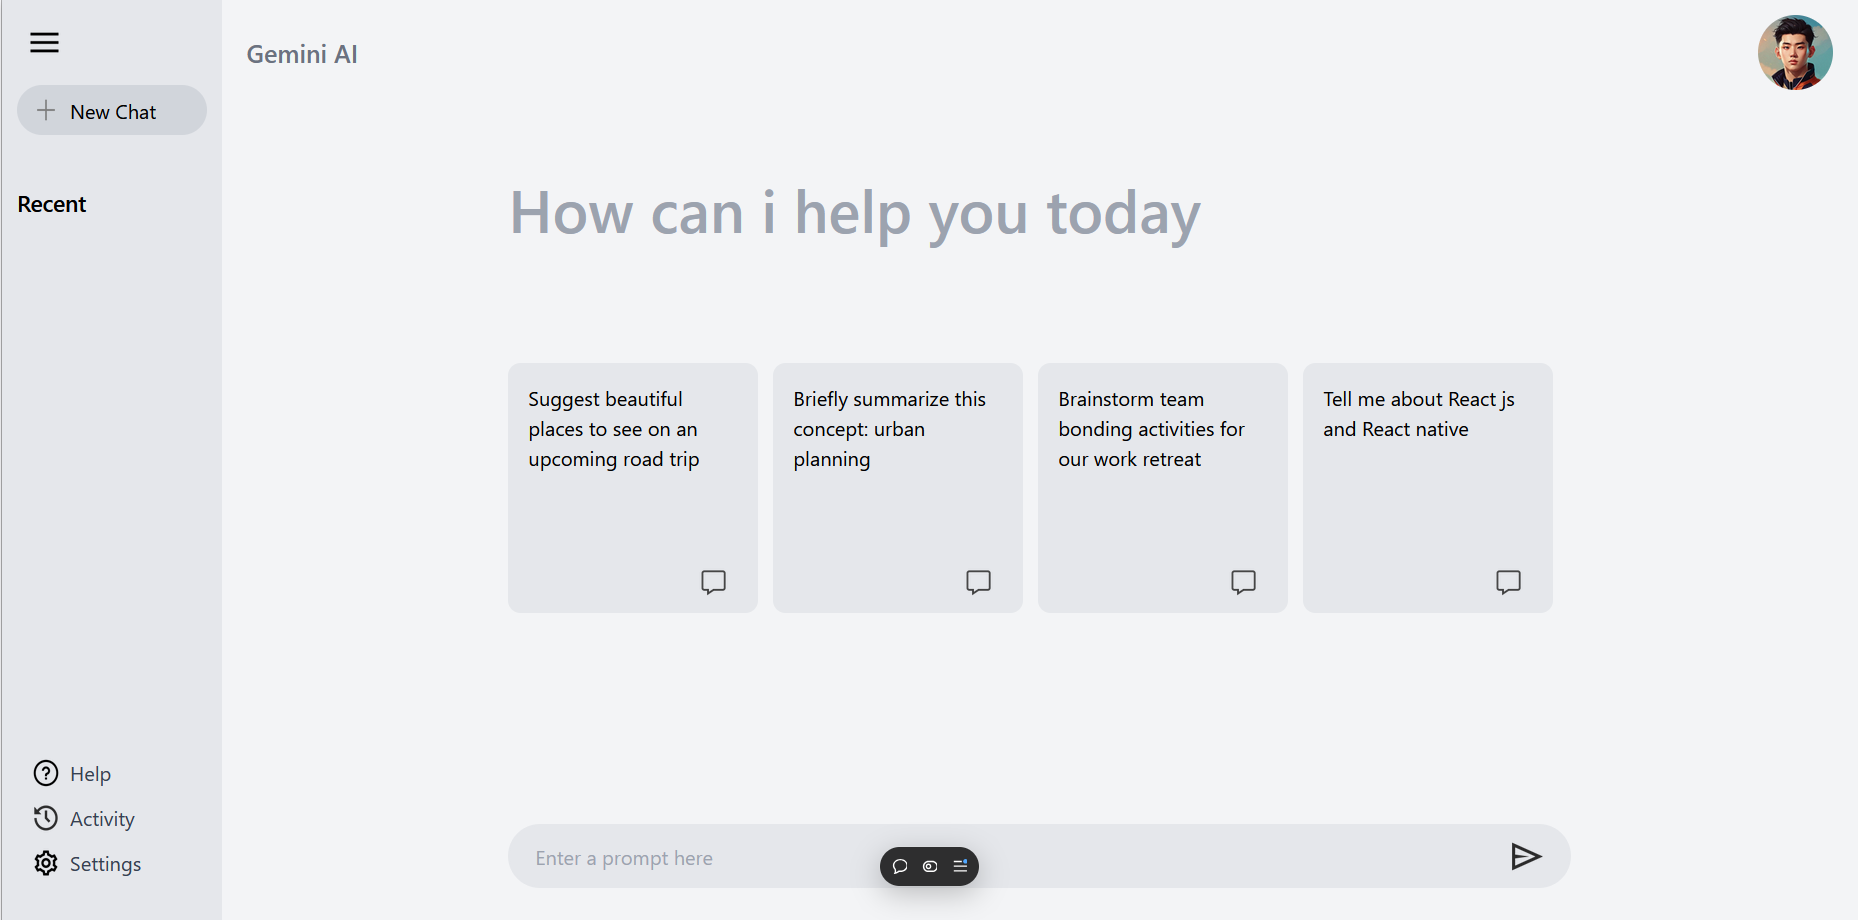 Gemini AI
New Chat
Recent
How can i help you today
Suggest beautiful
places to see on an
upcoming road trip
Briefly summarize this
concept: urban
planning
Brainstorm team
bonding activities for
our work retreat
Tell me about React js
and React native
Help
Activity
Settings
Enter a prompt here